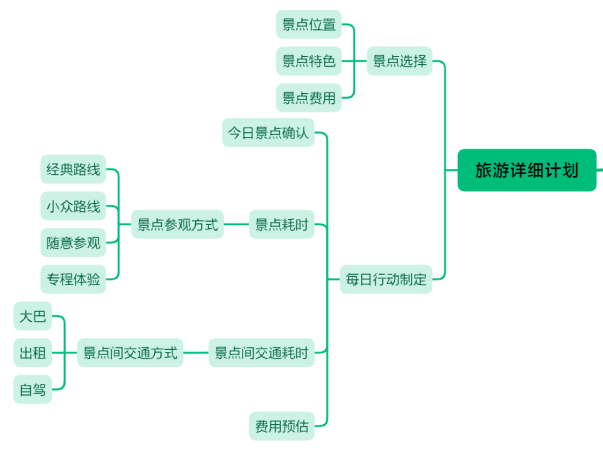 旅游详细计划
景点选择
景点位置
景点特色
景点费用
每日行动制定
今日景点确认
景点耗时
景点参观方式
经典路线
小众路线
随意参观
专程体验
景点间交通耗时
景点间交通方式
大巴
出租
自驾
费用预估